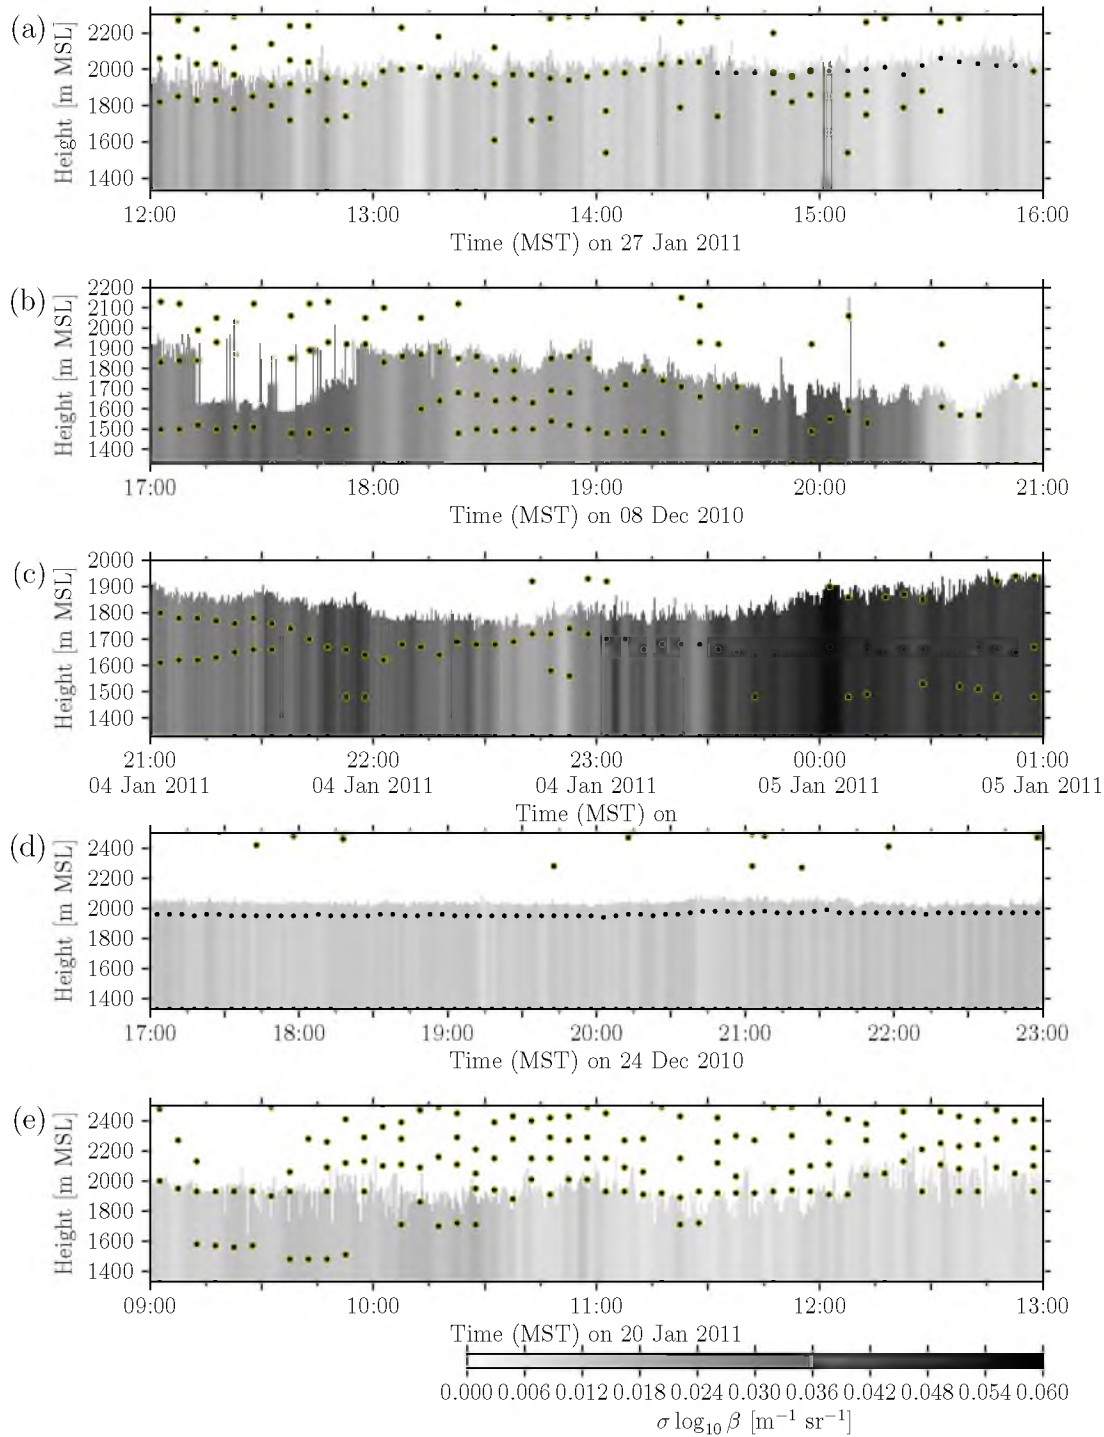 (a)
Height [m MSL]
2200
2000
1800
1600
1400
12:00 13:00 14:00 15:00 16:00
Time (MST) on 27 Jan 2011
(b)
Height [m MSL]
2200
2100
2000
1900
1800
1700
1600
1500
1400
17:00 18:00 19:00 20:00 21:00
Time (MST) on 08 Dec 2010
(c)
Height [m MSL]
2000
1900
1800
1700
1600
1500
1400
21:00 22:00 23:00 00:00 01:00
04 Jan 2011 04 Jan 2011 04 Jan 2011 05 Jan 2011 05 Jan 2011
Time (MST) on
(d)
Height [m MSL]
2400
2200
2000
1800
1600
1400
17:00 18:00 19:00 20:00 21:00 22:00 23:00
Time (MST) on 24 Dec 2010
(e)
Height [m MSL]
2400
2200
2000
1800
1600
1400
09:00 10:00 11:00 12:00 13:00
Time (MST) on 20 Jan 2011
0.000 0.006 0.012 0.018 0.024 0.030 0.036 0.042 0.048 0.054 0.060
σ log₁₀ β [m⁻¹ sr⁻¹]